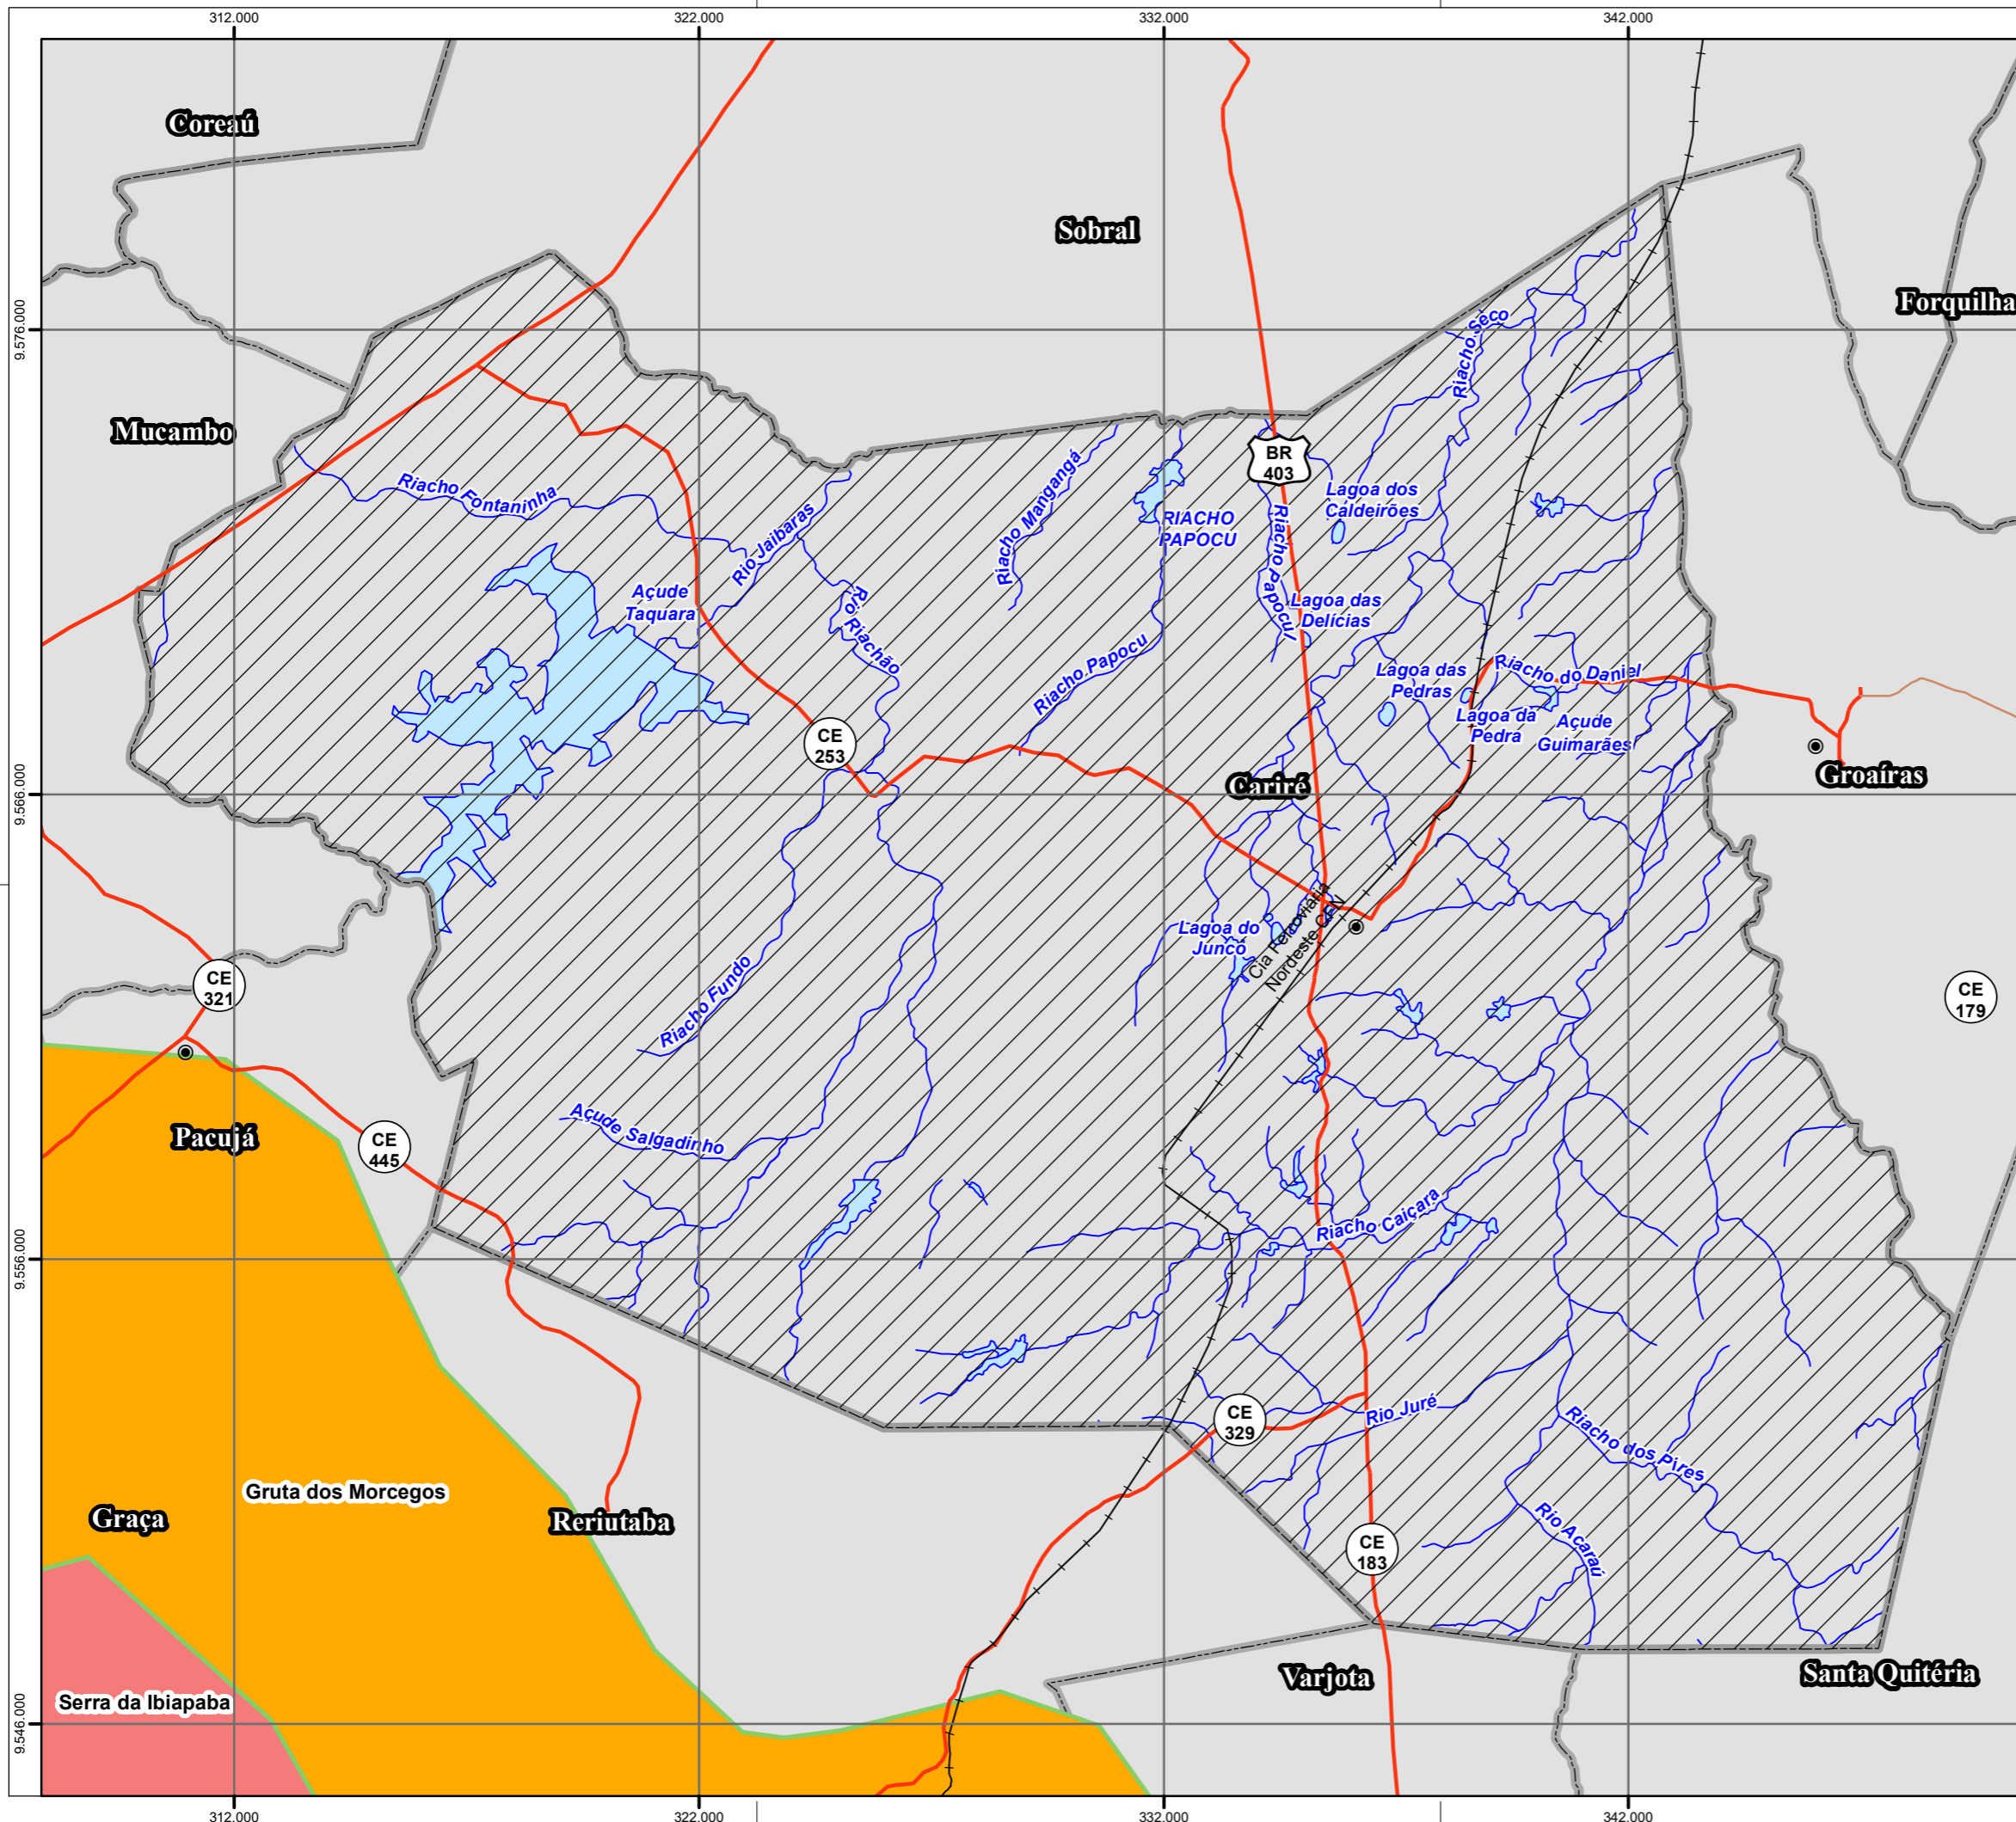 312.000
322.000
332.000
342.000
Coreaú
Sobral
Forquilha
9.576.000
Mucambo
Riacho Seco
BR
403
Riacho Fontaninha
Rio Jaibaras
Riacho Mangangá
RIACHO
PAPOCU
Riacho Papocu/
Lagoa dos
Caldeirões
Açude
Taquara
Rio Riachão
Riacho Papocu
Lagoa das
Delícias
Lagoa das
Pedras
Riacho do Daniel
Lagoa da
Pedra
Açude
Guimarães
CE
253
Cariré
Groaíras
9.566.000
Lagoa do
Juncó
Cia Ferroviária
Nordeste CFN
CE
321
Riacho Fundo
CE
179
Pacujá
CE
445
Açude Salgadinho
Riacho Caiçara
9.556.000
CE
329
Rio Juré
Riacho dos Pires
Gruta dos Morcegos
Graça
Reriutaba
CE
183
Rio Acaraú
Serra da Ibiapaba
Varjota
Santa Quitéria
9.546.000
312.000
322.000
332.000
342.000